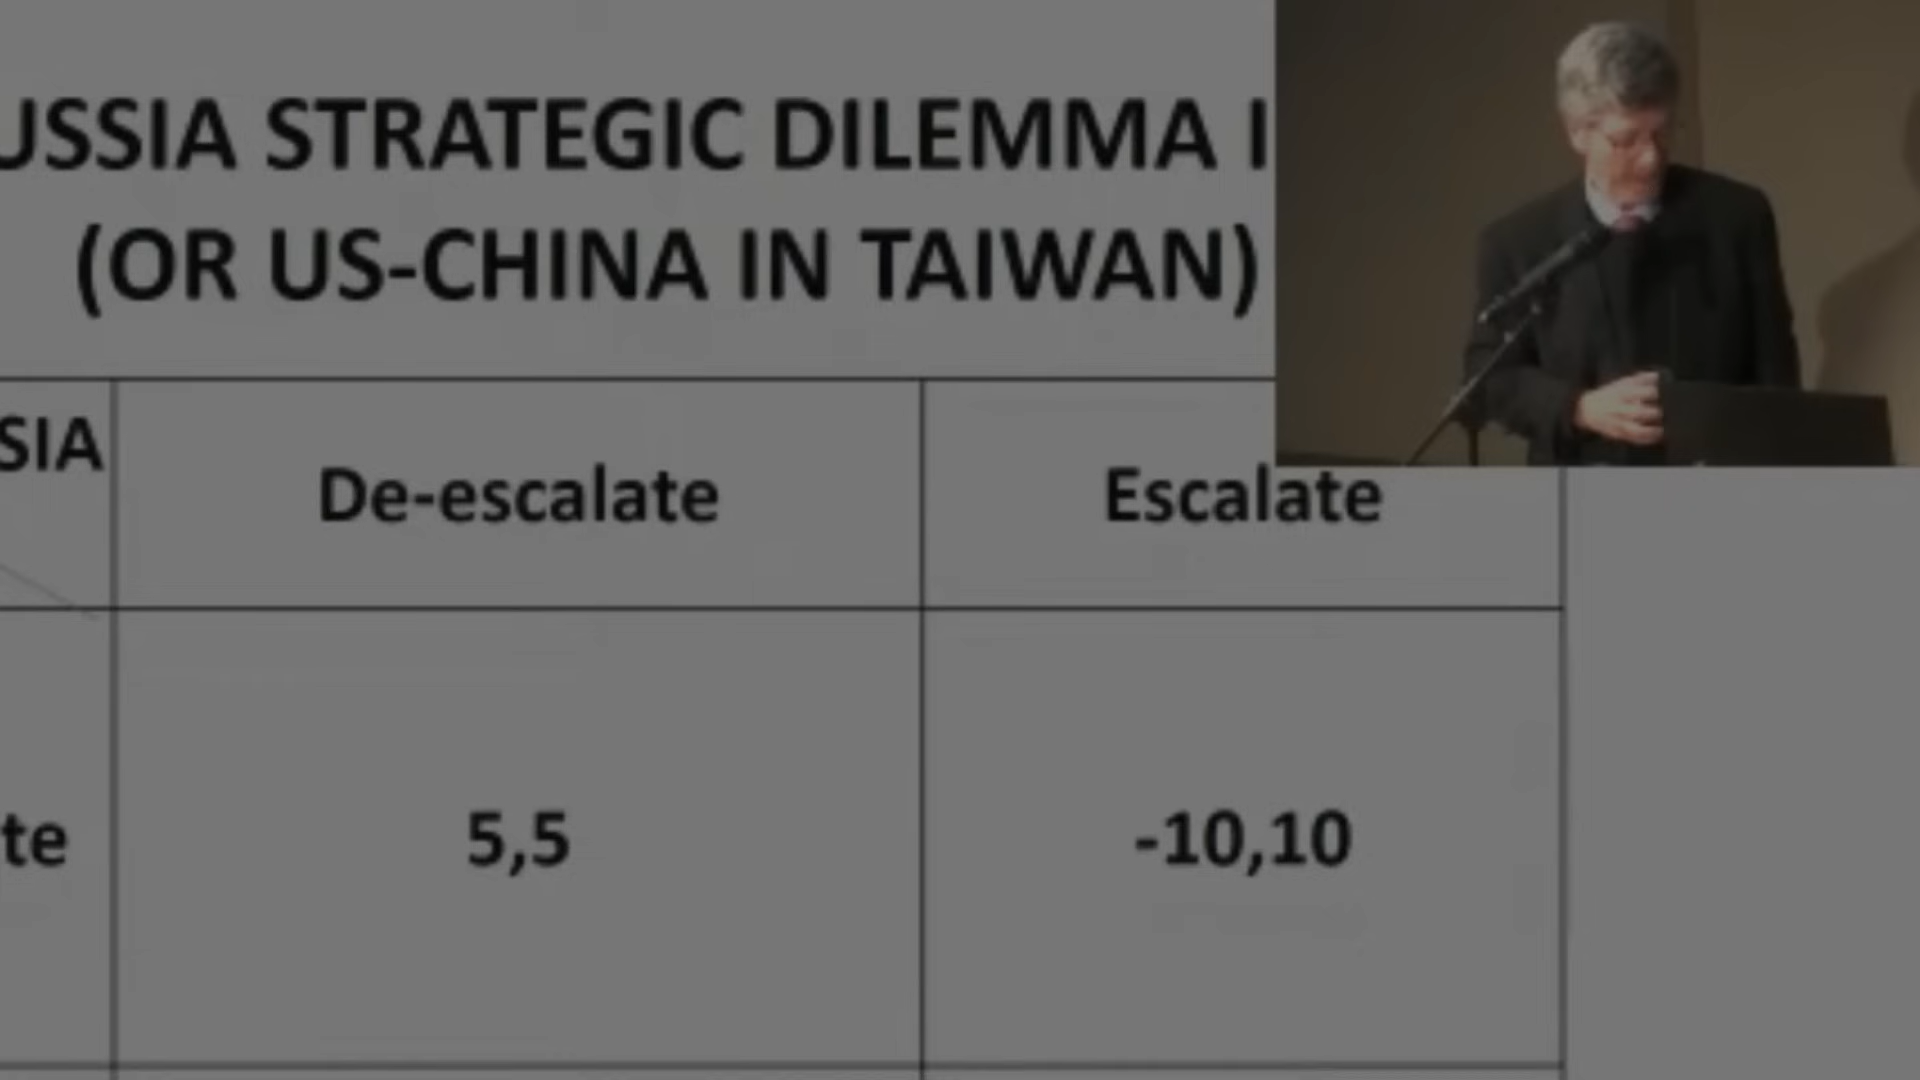 USSIA STRATEGIC DILEMMA I
(OR US-CHINA IN TAIWAN)
SIA
De-escalate
Escalate
te
5,5
-10,10